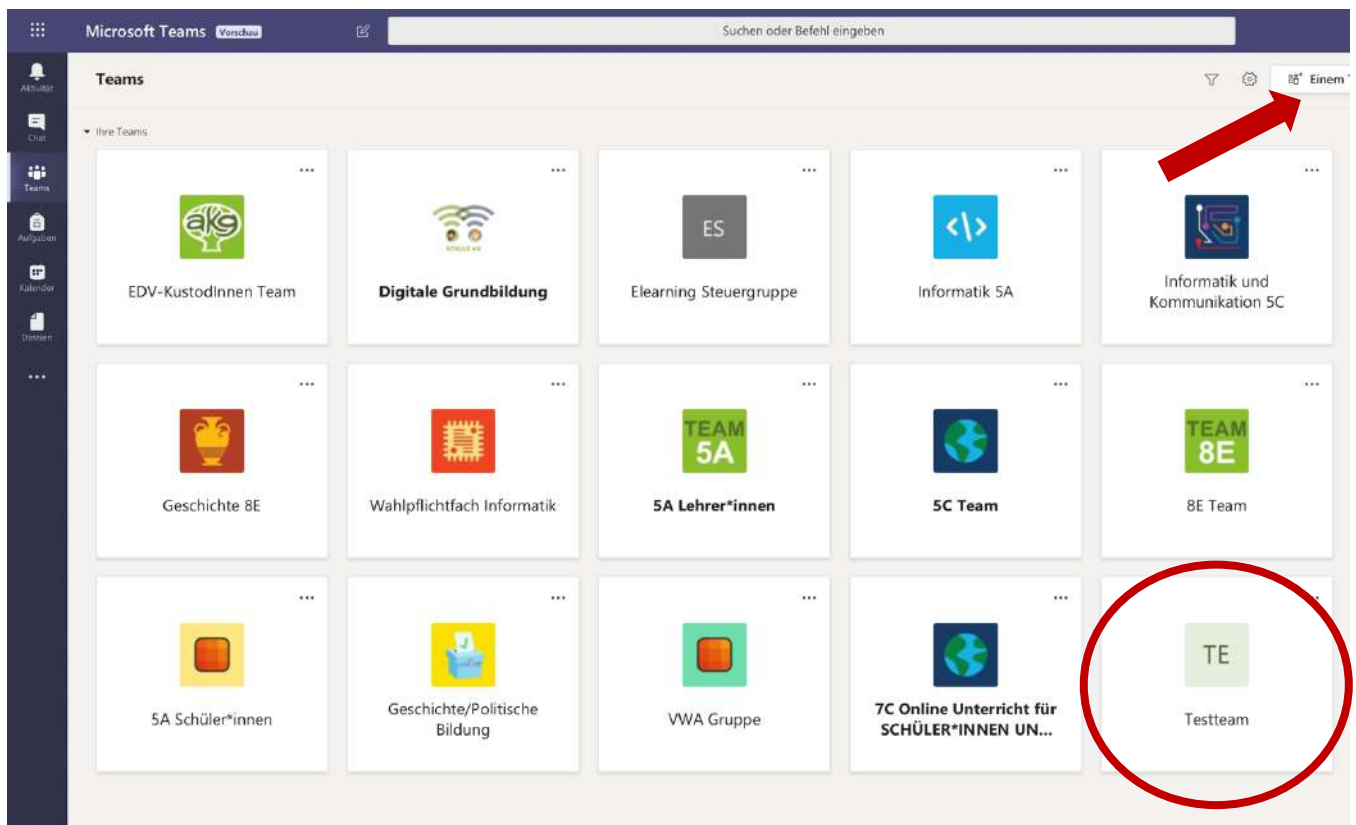 Microsoft Teams Vorschau
Suchen oder Befehl eingeben
Aktivität
Chat
Teams
Aufgaben
Kalender
Dateien
Teams
Einem
Ihre Teams
akg
SCHULE 4.0
ES
EDV-KustodInnen Team
Digitale Grundbildung
Elearning Steuergruppe
Informatik 5A
Informatik und
Kommunikation 5C
TEAM
5A
TEAM
8E
Geschichte 8E
Wahlpflichtfach Informatik
5A Lehrer*innen
5C Team
8E Team
TE
5A Schüler*innen
Geschichte/Politische
Bildung
VWA Gruppe
7C Online Unterricht für
SCHÜLER*INNEN UN...
Testteam